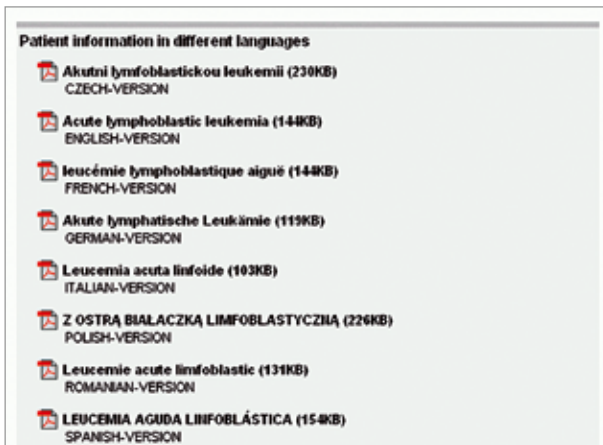 Patient information in different languages
Akutni lymfoblastickou leukemii (230KB)
CZECH-VERSION
Acute lymphoblastic leukemia (144KB)
ENGLISH-VERSION
leucémie lymphoblastique aiguë (144KB)
FRENCH-VERSION
Akute lymphatische Leukämie (119KB)
GERMAN-VERSION
Leucemia acuta linfoide (103KB)
ITALIAN-VERSION
Z OSTRĄ BIAŁACZKĄ LIMFOBLASTYCZNĄ (226KB)
POLISH-VERSION
Leucemie acute limfoblastic (131KB)
ROMANIAN-VERSION
LEUCEMIA AGUDA LINFOBLÁSTICA (154KB)
SPANISH-VERSION